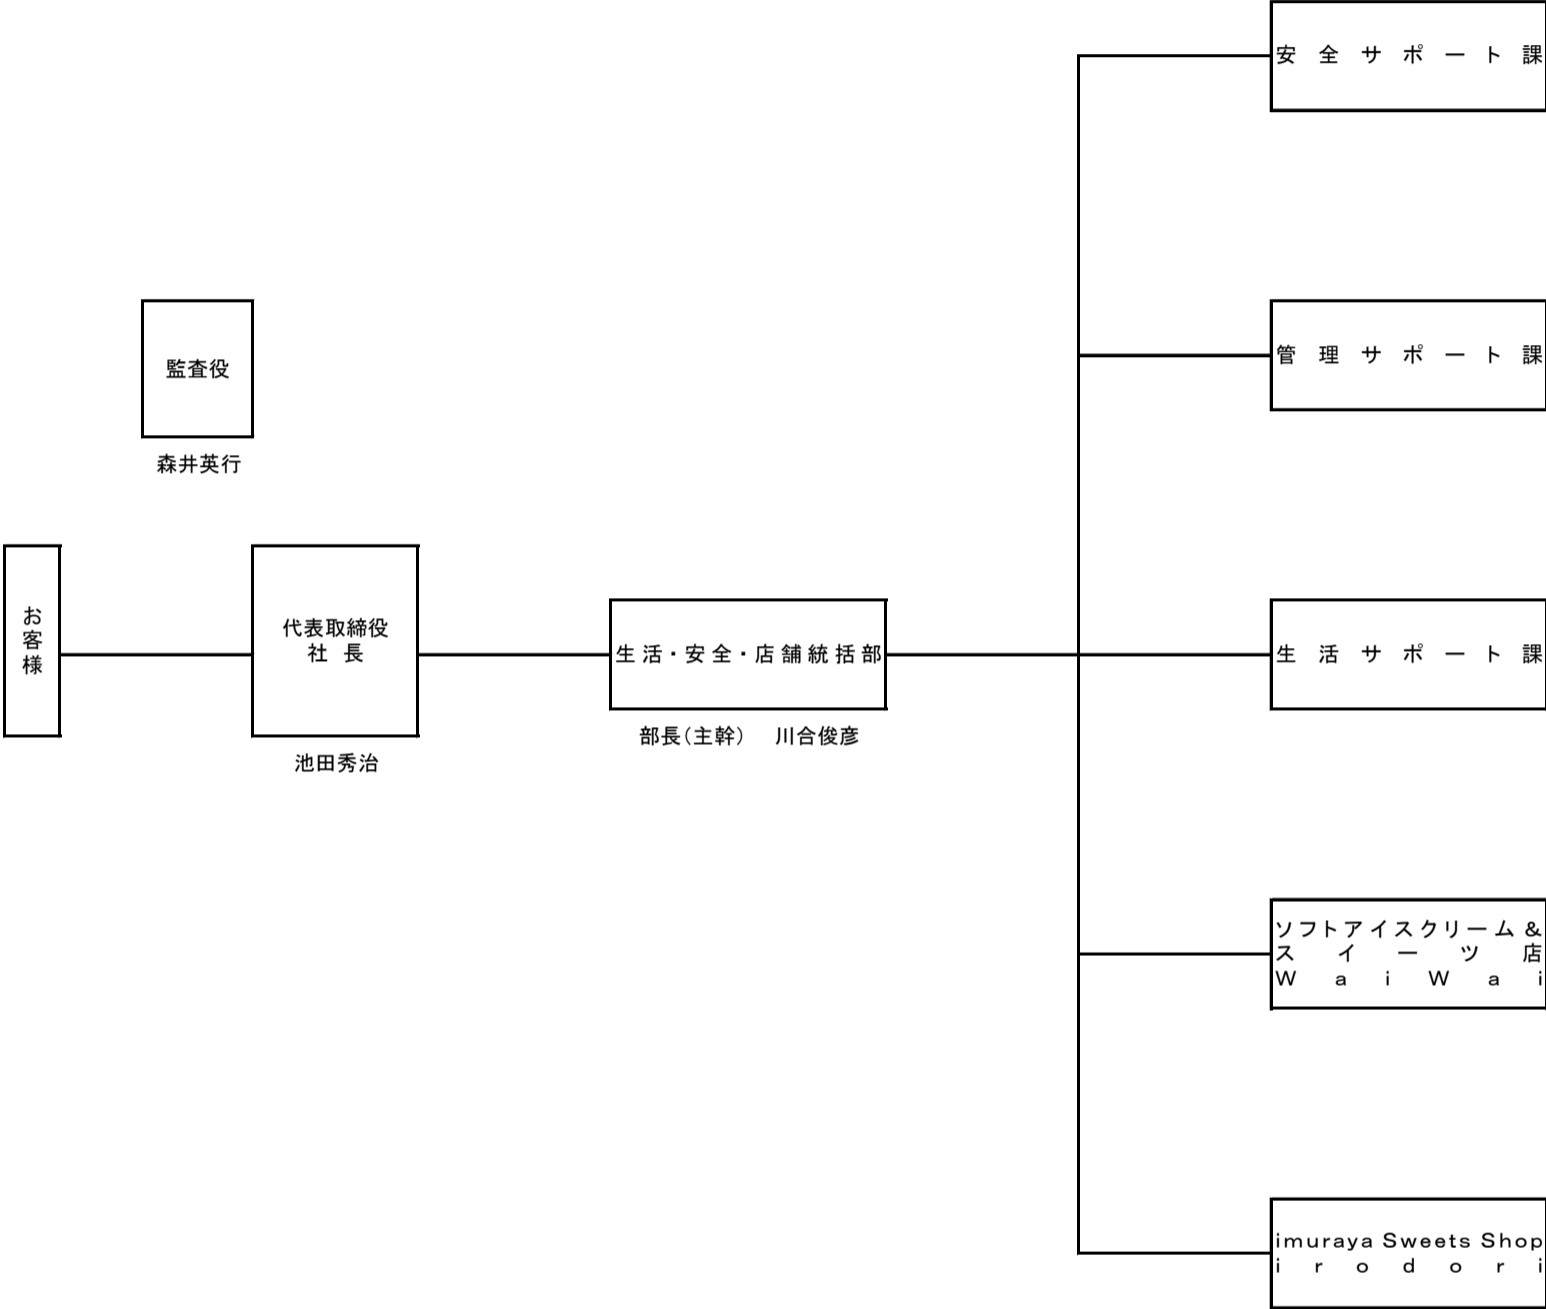 安全サポート課
管理サポート課
監査役
森井英行
お客様
代表取締役
社長
池田秀治
生活・安全・店舗統括部
部長(主幹)　川合俊彦
生活サポート課
ソフトアイスクリーム&
スイーツ店
WaiWai
imuraya Sweets Shop
irodori